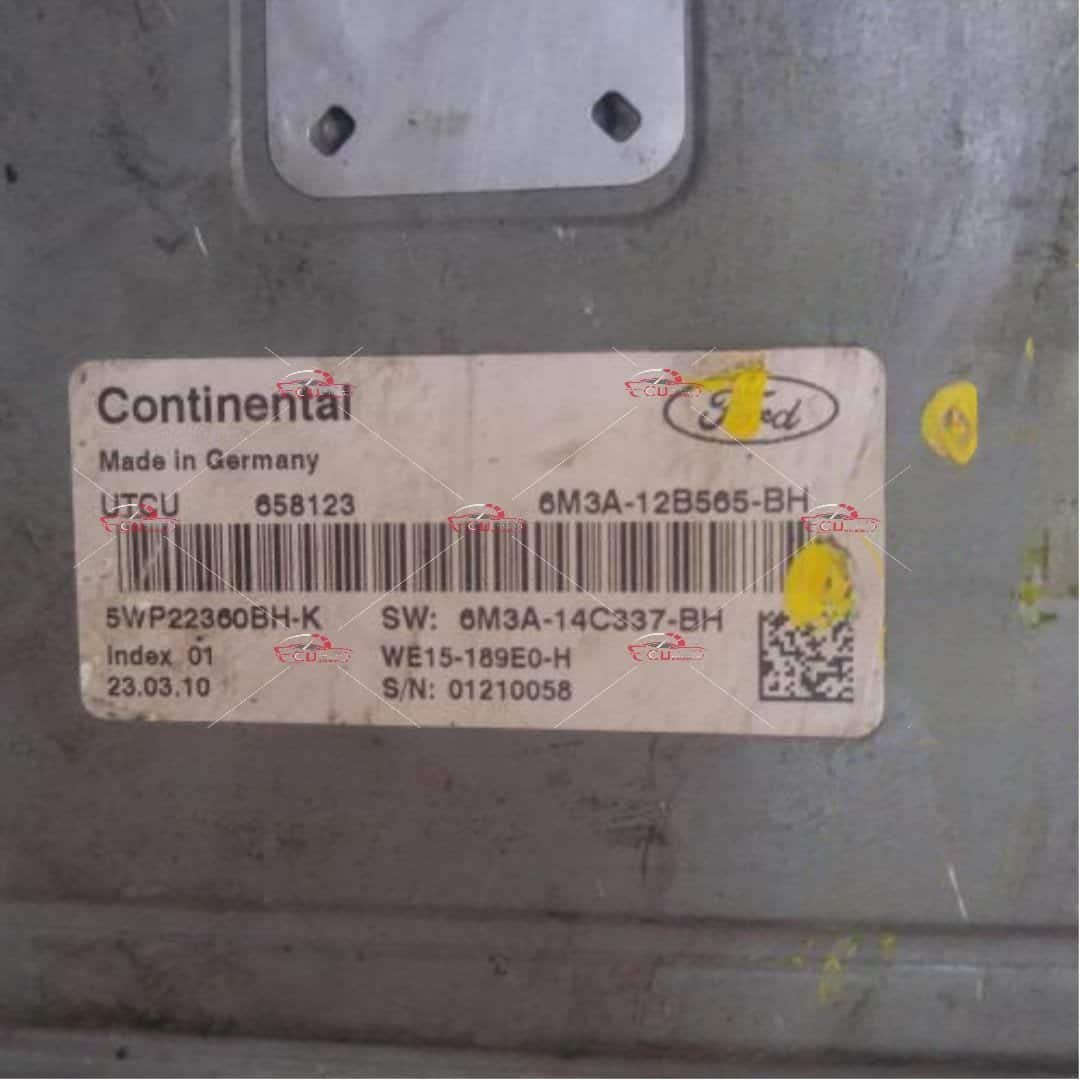 Continental Ford
Made in Germany
UTCU 658123 6M3A-12B565-BH
5WP22360BH-K SW: 6M3A-14C337-BH
Index 01 WE15-189E0-H
23.03.10 S/N: 01210058